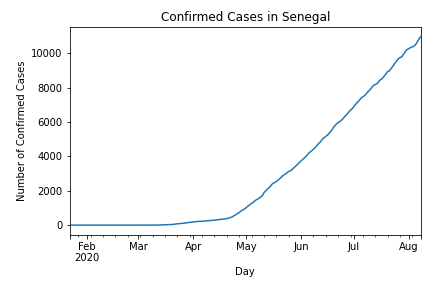 Confirmed Cases in Senegal
Number of Confirmed Cases
10000
8000
6000
4000
2000
0
Feb Mar Apr May Jun Jul Aug
2020
Day